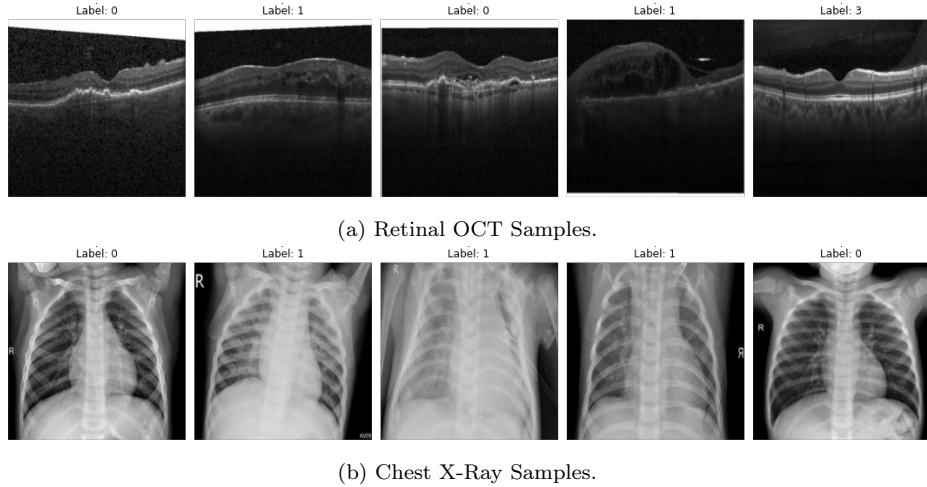 Label: 0 Label: 1 Label: 0 Label: 1 Label: 3
(a) Retinal OCT Samples.
Label: 0 Label: 1 Label: 1 Label: 1 Label: 0
R R R R R
(b) Chest X-Ray Samples.